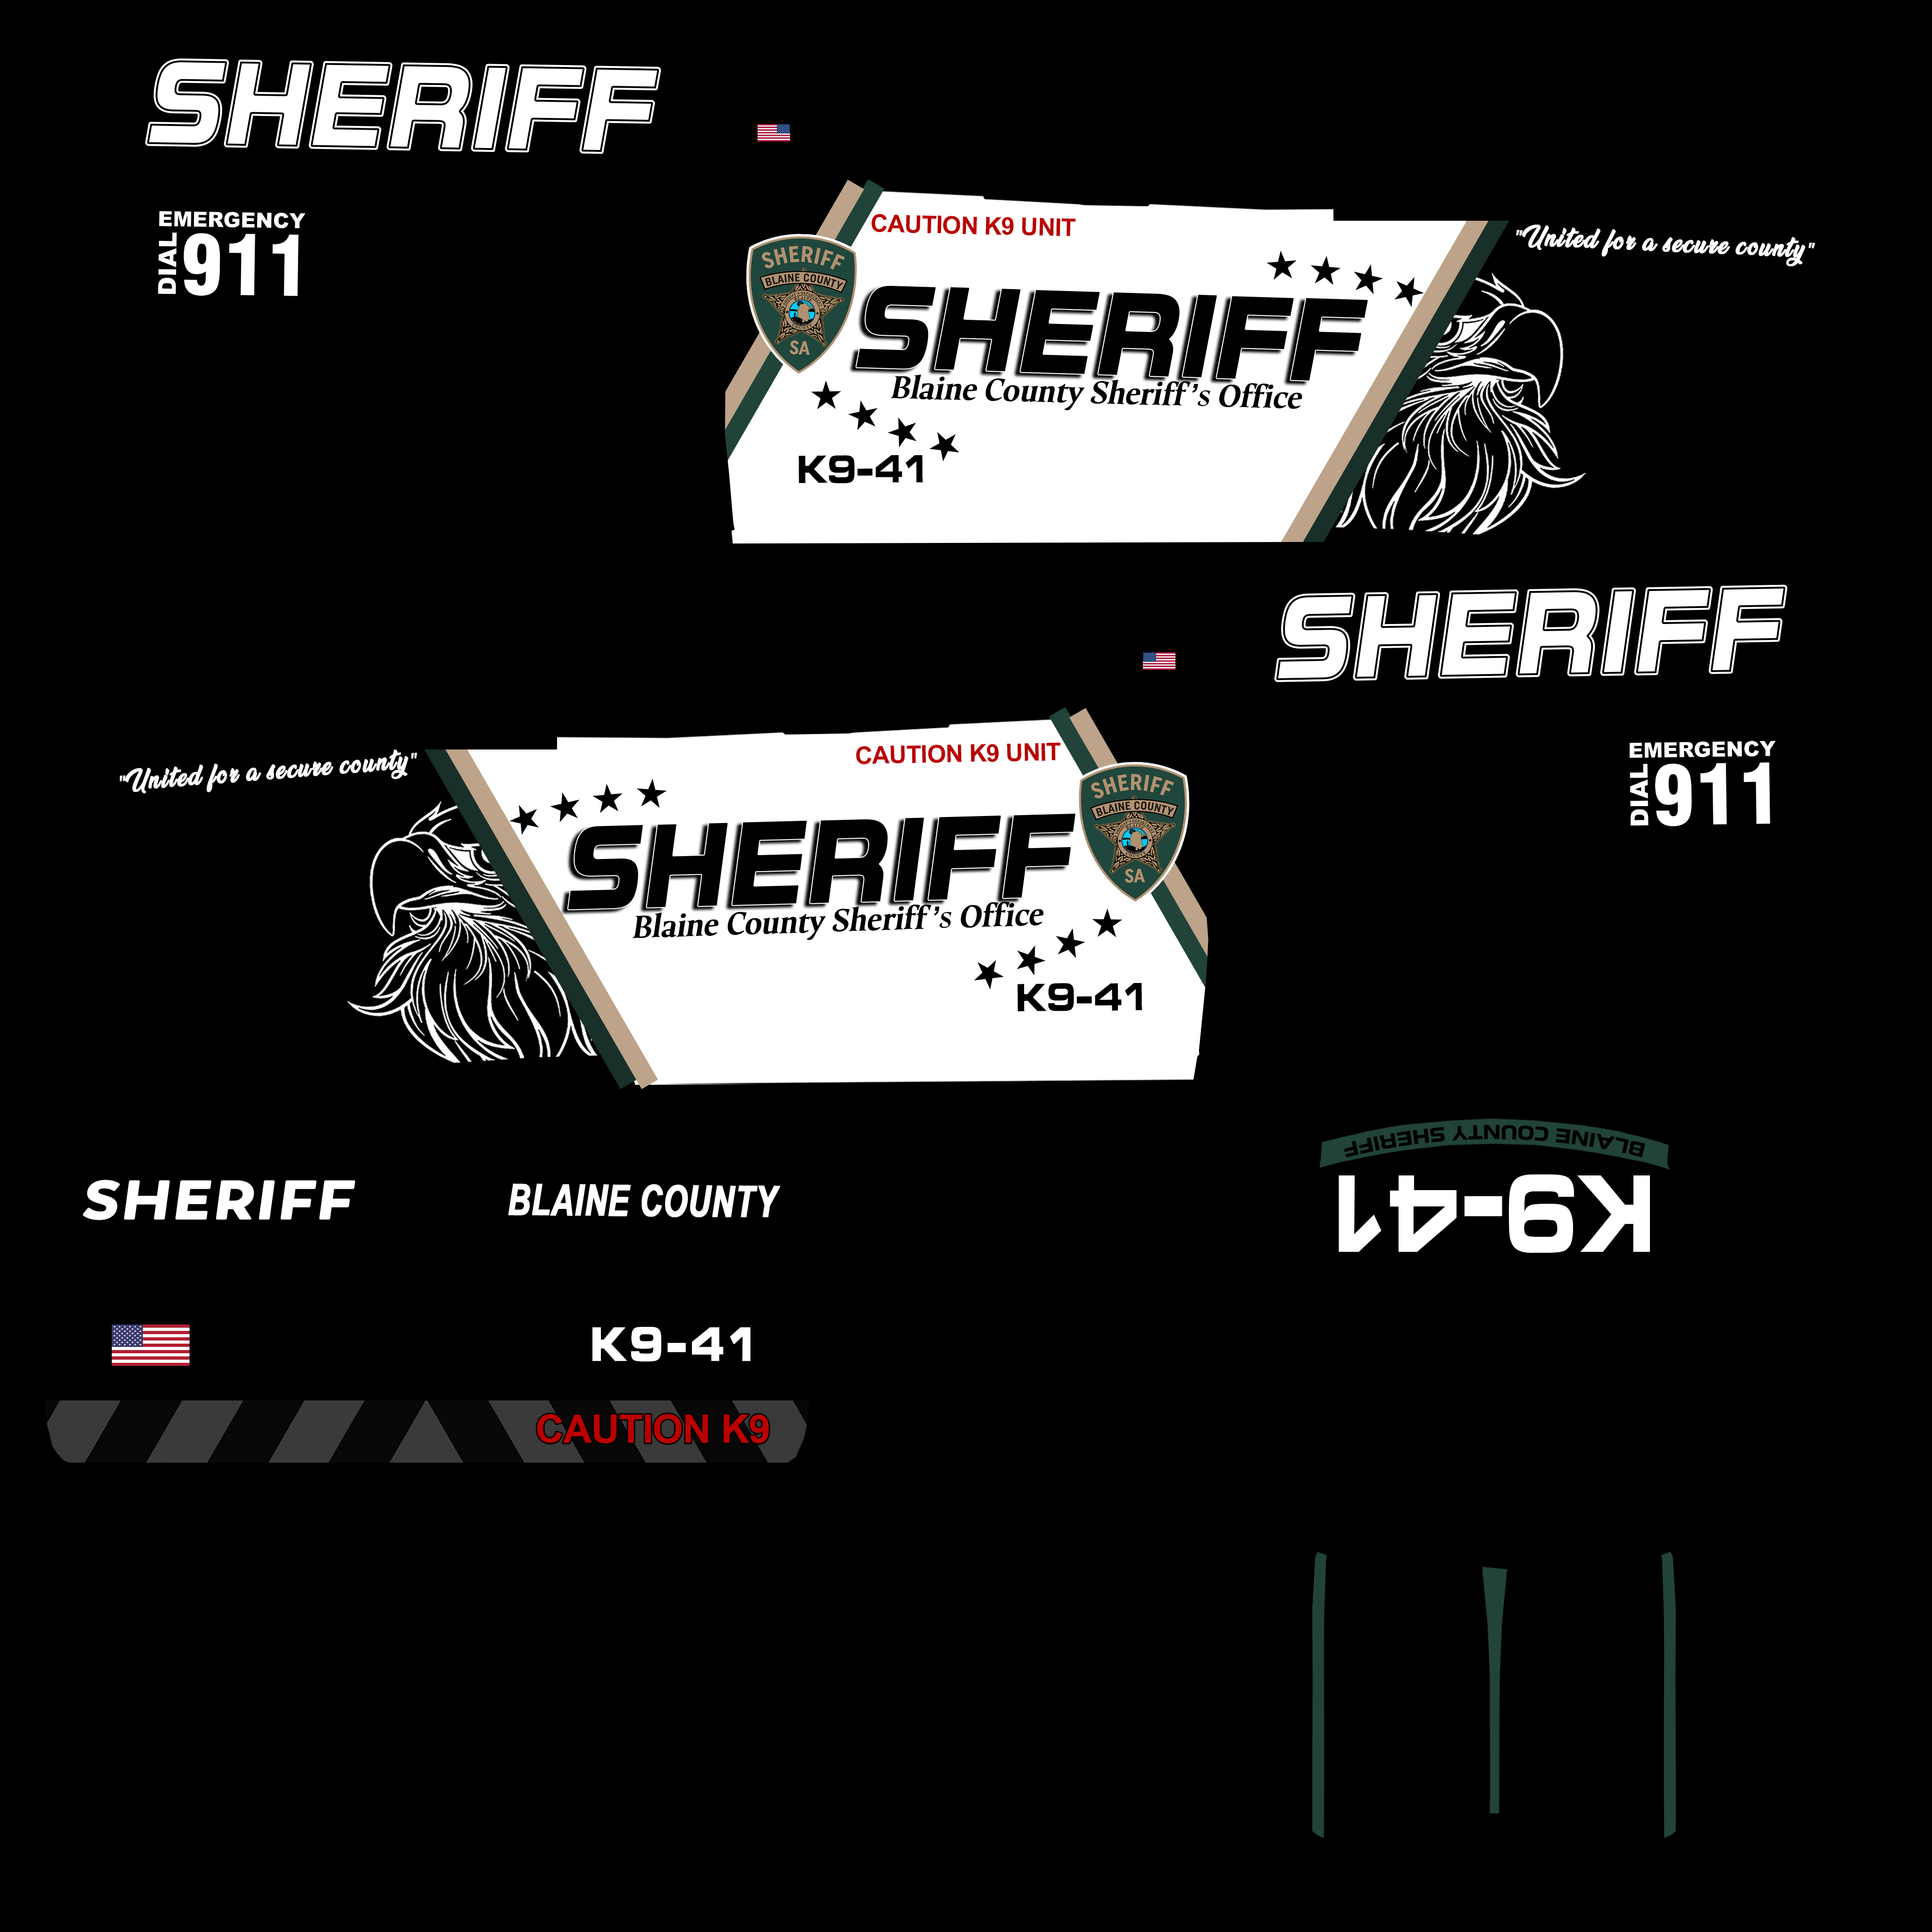 SHERIFF
EMERGENCY
DIAL 911
CAUTION K9 UNIT
SHERIFF
BLAINE COUNTY
SA
SHERIFF
Blaine County Sheriff's Office
K9-41
"United for a secure county"
SHERIFF
EMERGENCY
DIAL 911
"United for a secure county"
CAUTION K9 UNIT
SHERIFF
BLAINE COUNTY
SA
SHERIFF
Blaine County Sheriff's Office
K9-41
BLAINE COUNTY SHERIFF
K9-41
SHERIFF
BLAINE COUNTY
K9-41
CAUTION K9